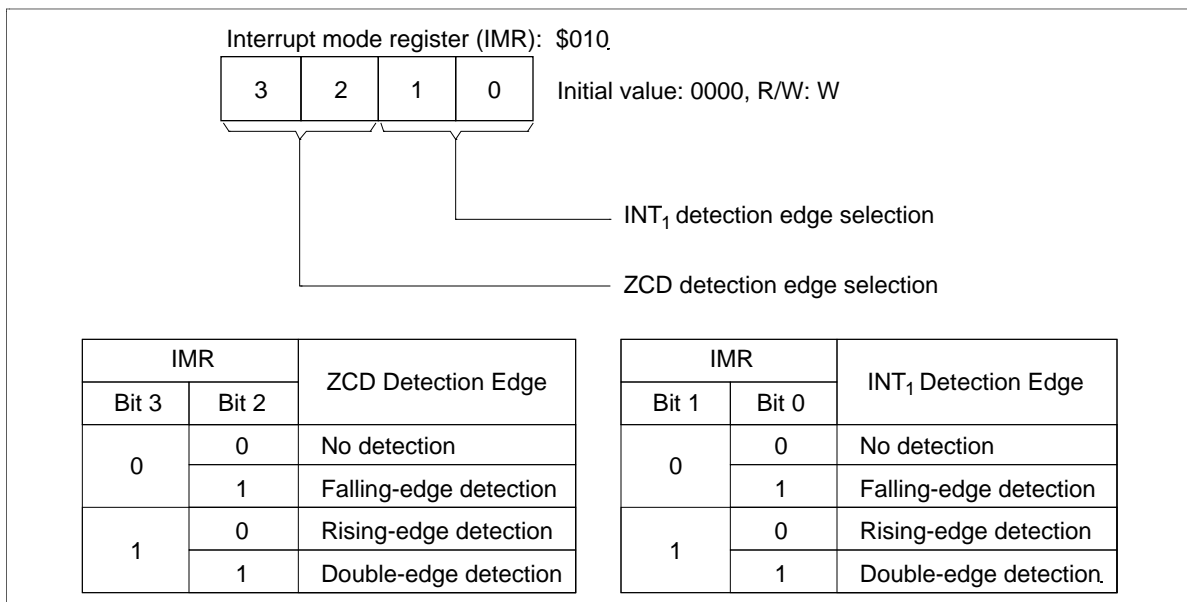 Interrupt mode register (IMR): $010
3 2 1 0 Initial value: 0000, R/W: W
INT1 detection edge selection
ZCD detection edge selection
IMR ZCD Detection Edge
Bit 3 Bit 2
0 0 No detection
1 Falling-edge detection
1 0 Rising-edge detection
1 Double-edge detection
IMR INT1 Detection Edge
Bit 1 Bit 0
0 0 No detection
1 Falling-edge detection
1 0 Rising-edge detection
1 Double-edge detection